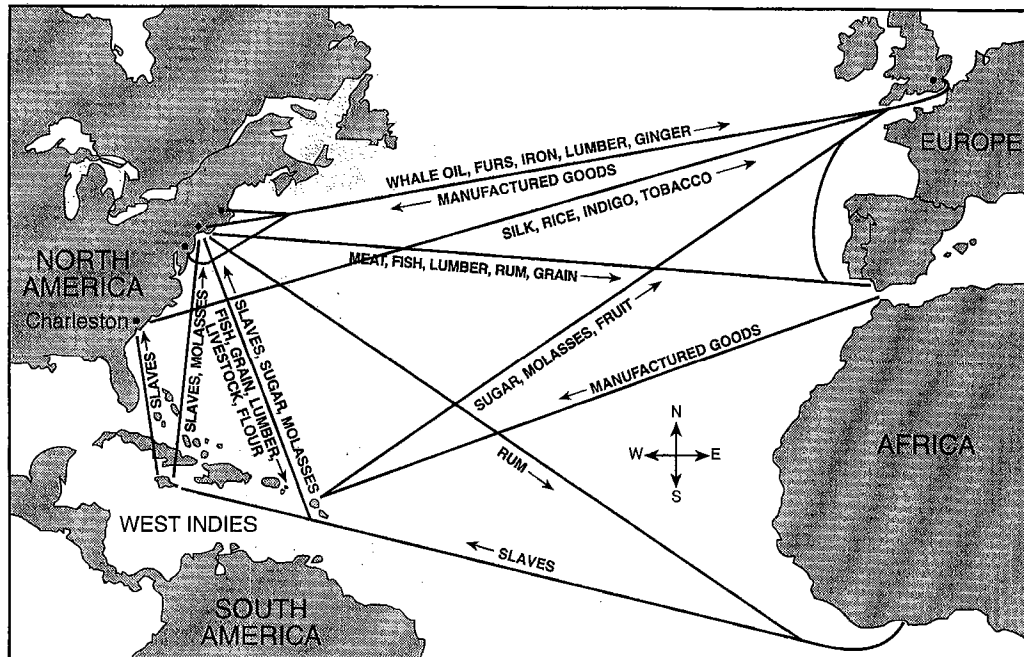 WHALE OIL, FURS, IRON, LUMBER, GINGER
MANUFACTURED GOODS
EUROPE
SILK, RICE, INDIGO, TOBACCO
NORTH
AMERICA
MEAT, FISH, LUMBER, RUM, GRAIN
Charleston
SLAVES
SLAVES, MOLASSES
SLAVES, SUGAR, MOLASSES
FISH, GRAIN, LUMBER,
LIVESTOCK, FLOUR
SUGAR, MOLASSES, FRUIT
MANUFACTURED GOODS
N
W E
S
AFRICA
RUM
WEST INDIES
SLAVES
SOUTH
AMERICA